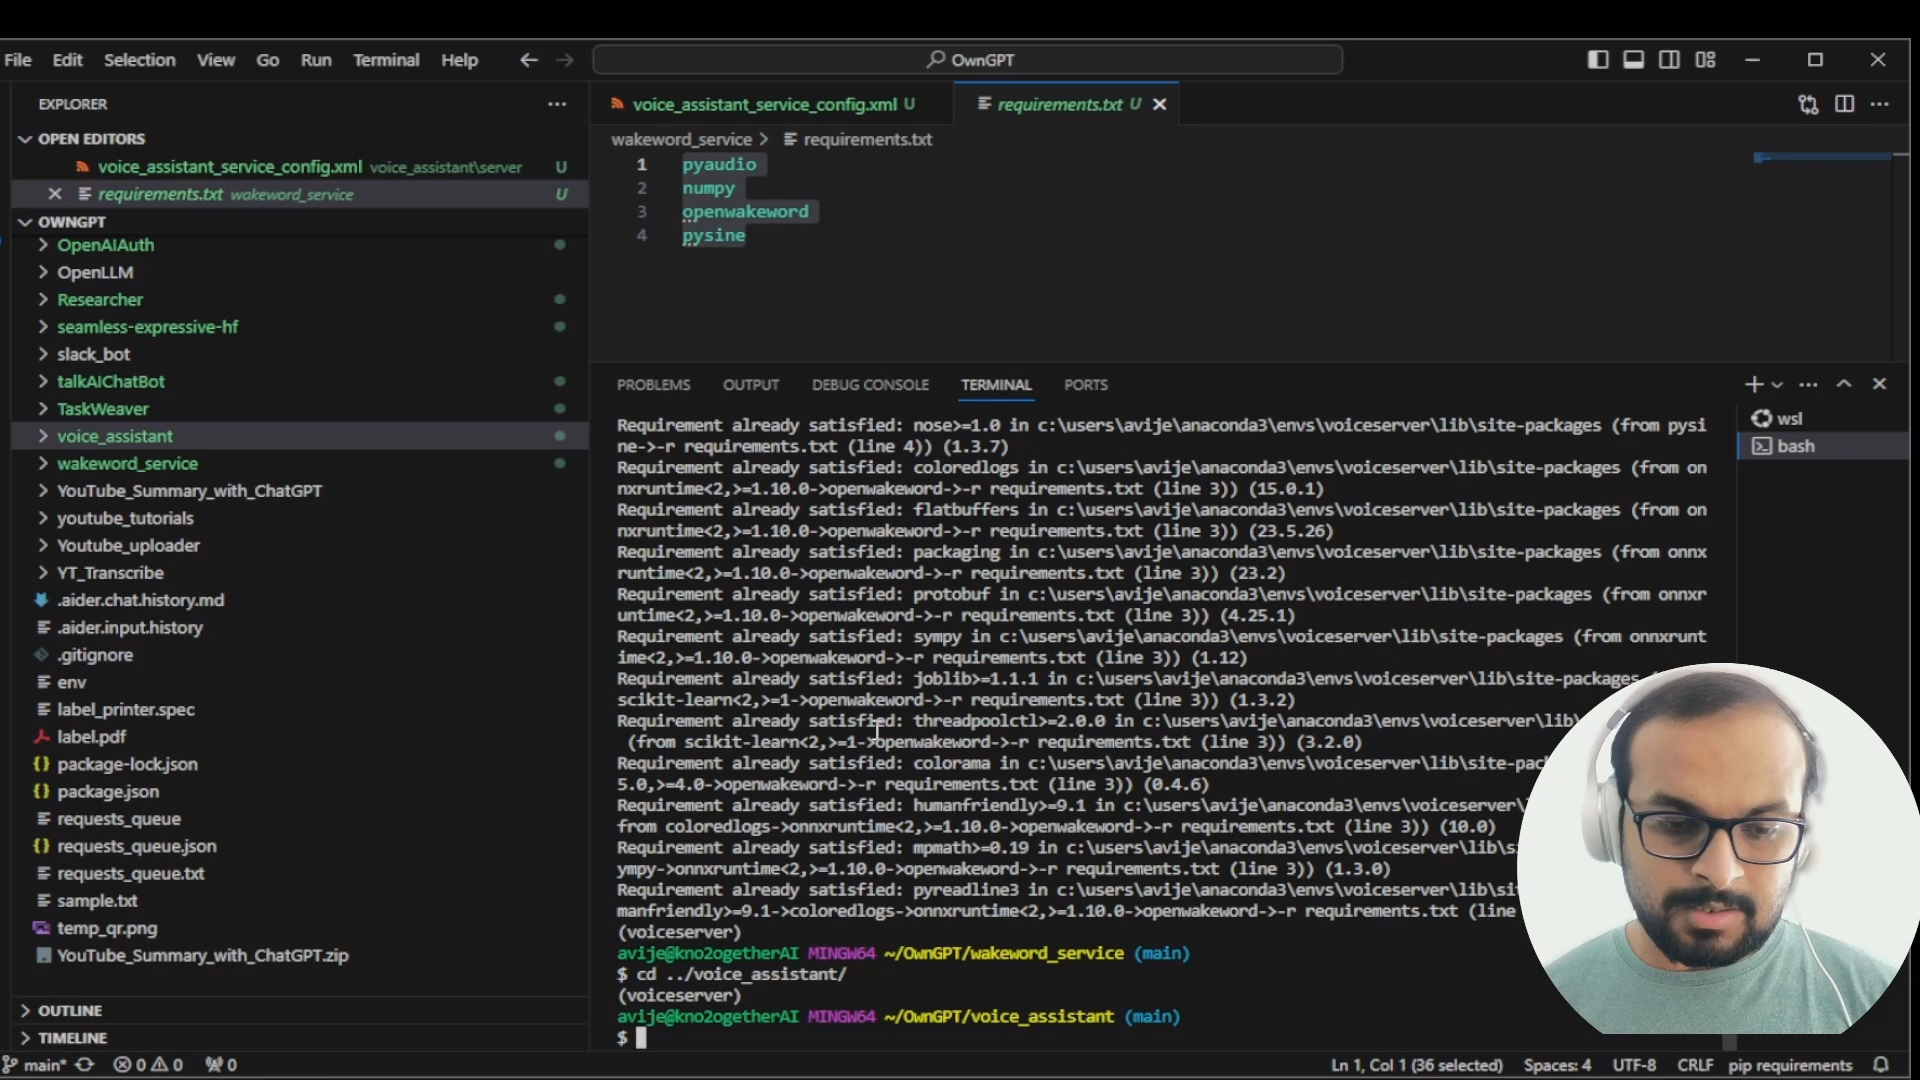 File Edit Selection View Go Run Terminal Help
OwnGPT
EXPLORER
OPEN EDITORS
voice_assistant_service_config.xml voice_assistant\server U
requirements.txt wakeword_service U
OWNGPT
OpenAIAuth
OpenLLM
Researcher
seamless-expressive-hf
slack_bot
talkAIChatBot
TaskWeaver
voice_assistant
wakeword_service
YouTube_Summary_with_ChatGPT
youtube_tutorials
Youtube_uploader
YT_Transcribe
.aider.chat.history.md
.aider.input.history
.gitignore
env
label_printer.spec
label.pdf
package-lock.json
package.json
requests_queue
requests_queue.json
requests_queue.txt
sample.txt
temp_qr.png
YouTube_Summary_with_ChatGPT.zip
OUTLINE
TIMELINE
voice_assistant_service_config.xml U
requirements.txt U
wakeword_service > requirements.txt
1 pyaudio
2 numpy
3 openwakeword
4 pysine
PROBLEMS OUTPUT DEBUG CONSOLE TERMINAL PORTS
wsl
bash
Requirement already satisfied: nose>=1.0 in c:\users\avije\anaconda3\envs\voiceserver\lib\site-packages (from pysi
ne->-r requirements.txt (line 4)) (1.3.7)
Requirement already satisfied: coloredlogs in c:\users\avije\anaconda3\envs\voiceserver\lib\site-packages (from on
nxruntime<2,>=1.10.0->openwakeword->-r requirements.txt (line 3)) (15.0.1)
Requirement already satisfied: flatbuffers in c:\users\avije\anaconda3\envs\voiceserver\lib\site-packages (from on
nxruntime<2,>=1.10.0->openwakeword->-r requirements.txt (line 3)) (23.5.26)
Requirement already satisfied: packaging in c:\users\avije\anaconda3\envs\voiceserver\lib\site-packages (from onnx
runtime<2,>=1.10.0->openwakeword->-r requirements.txt (line 3)) (23.2)
Requirement already satisfied: protobuf in c:\users\avije\anaconda3\envs\voiceserver\lib\site-packages (from onnxr
untime<2,>=1.10.0->openwakeword->-r requirements.txt (line 3)) (4.25.1)
Requirement already satisfied: sympy in c:\users\avije\anaconda3\envs\voiceserver\lib\site-packages (from onnxrunt
ime<2,>=1.10.0->openwakeword->-r requirements.txt (line 3)) (1.12)
Requirement already satisfied: joblib>=1.1.1 in c:\users\avije\anaconda3\envs\voiceserver\lib\site-packages
scikit-learn<2,>=1->openwakeword->-r requirements.txt (line 3)) (1.3.2)
Requirement already satisfied: threadpoolctl>=2.0.0 in c:\users\avije\anaconda3\envs\voiceserver\lib
(from scikit-learn<2,>=1->openwakeword->-r requirements.txt (line 3)) (3.2.0)
Requirement already satisfied: colorama in c:\users\avije\anaconda3\envs\voiceserver\lib\site-pac
5.0,>=4.0->openwakeword->-r requirements.txt (line 3)) (0.4.6)
Requirement already satisfied: humanfriendly>=9.1 in c:\users\avije\anaconda3\envs\voiceserver\
from coloredlogs->onnxruntime<2,>=1.10.0->openwakeword->-r requirements.txt (line 3)) (10.0)
Requirement already satisfied: mpmath>=0.19 in c:\users\avije\anaconda3\envs\voiceserver\lib\si
ympy->onnxruntime<2,>=1.10.0->openwakeword->-r requirements.txt (line 3)) (1.3.0)
Requirement already satisfied: pyreadline3 in c:\users\avije\anaconda3\envs\voiceserver\lib\sit
manfriendly>=9.1->coloredlogs->onnxruntime<2,>=1.10.0->openwakeword->-r requirements.txt (line
(voiceserver)
avije@kno2ogetherAI MINGW64 ~/OwnGPT/wakeword_service (main)
$ cd ../voice_assistant/
(voiceserver)
avije@kno2ogetherAI MINGW64 ~/OwnGPT/voice_assistant (main)
$
main* 0 0 0 Ln 1, Col 1 (36 selected) Spaces: 4 UTF-8 CRLF pip requirements